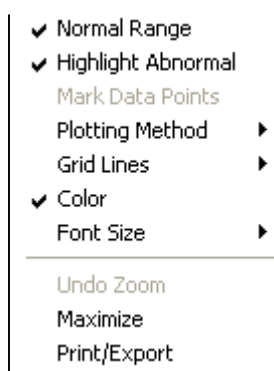 Normal Range
Highlight Abnormal
Mark Data Points
Plotting Method
Grid Lines
Color
Font Size
Undo Zoom
Maximize
Print/Export